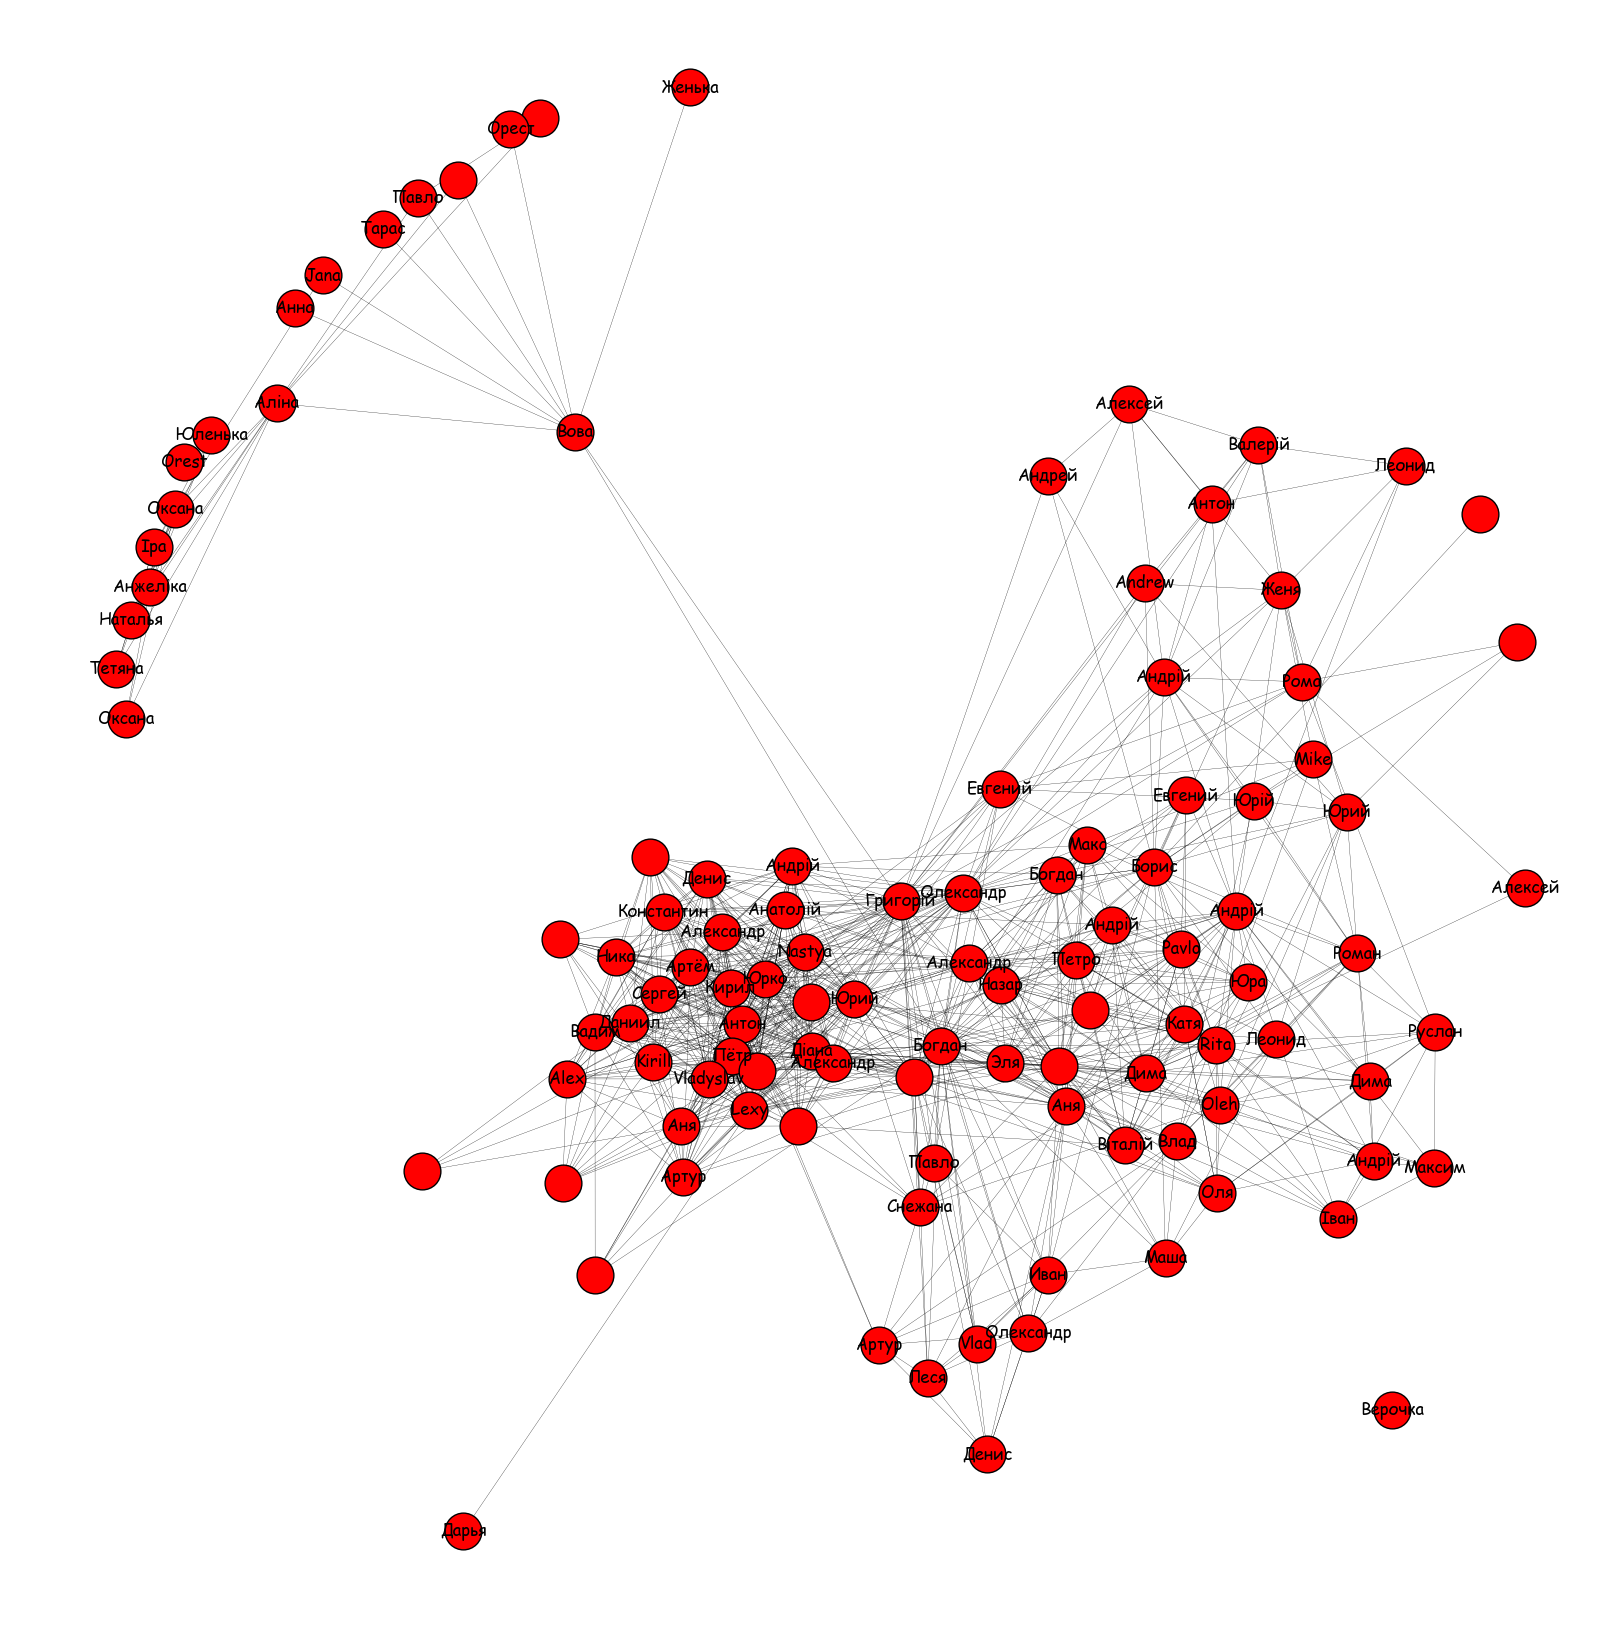 Женька
Орест
Павло
Тарас
Jana
Анна
Аліна
Алексей
Вова
Юленька
Валерій
Orest
Леонид
Андрей
Антон
Оксана
Іра
Andrew
Анжеліка
Женя
Наталья
Тетяна
Андрій
Рома
Оксана
Mike
Евгений
Евгений
Юрій
Юрий
Макс
Андрій
Борис
Богдан
Денис
Алексей
Олександр
Григорій
Константин
Анатолій
Андрій
Андрій
Александр
Nastya
Pavlo
Роман
Ника
Петро
Александр
Артём
Юрко
Юра
Назар
Кирил
Сергей
Юрий
Даниил
Антон
Катя
Вадим
Руслан
Леонид
Rita
Богдан
Діана
Пётр
Kirill
Александр
Эля
Дима
Alex
Vladyslav
Дима
Lexy
Аня
Oleh
Аня
Віталій
Влад
Павло
Андрій
Максим
Артур
Оля
Снежана
Іван
Маша
Иван
Олександр
Артур
Vlad
Леся
Верочка
Денис
Дарья